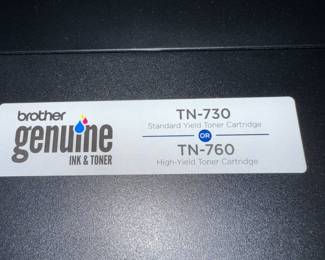 brother
genuine
INK & TONER
TN-730
Standard Yield Toner Cartridge
OR
TN-760
High-Yield Toner Cartridge